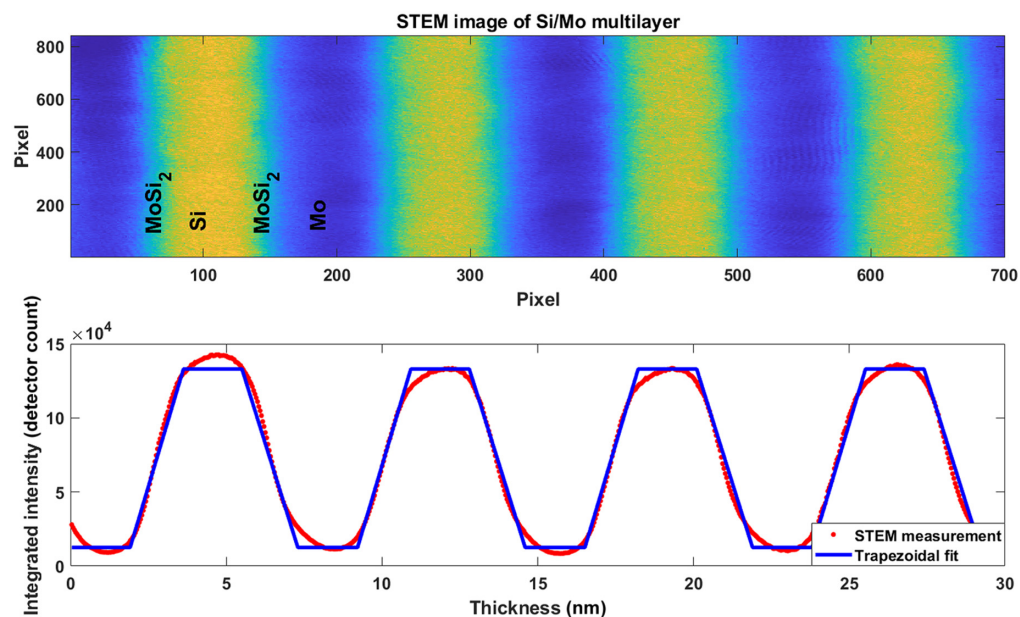 STEM image of Si/Mo multilayer
800
600
400
200
Pixel
MoSi2
Si
MoSi2
Mo
100
200
300
400
500
600
700
Pixel
×10^4
15
10
5
0
Integrated intensity (detector count)
STEM measurement
Trapezoidal fit
0
5
10
15
20
25
30
Thickness (nm)